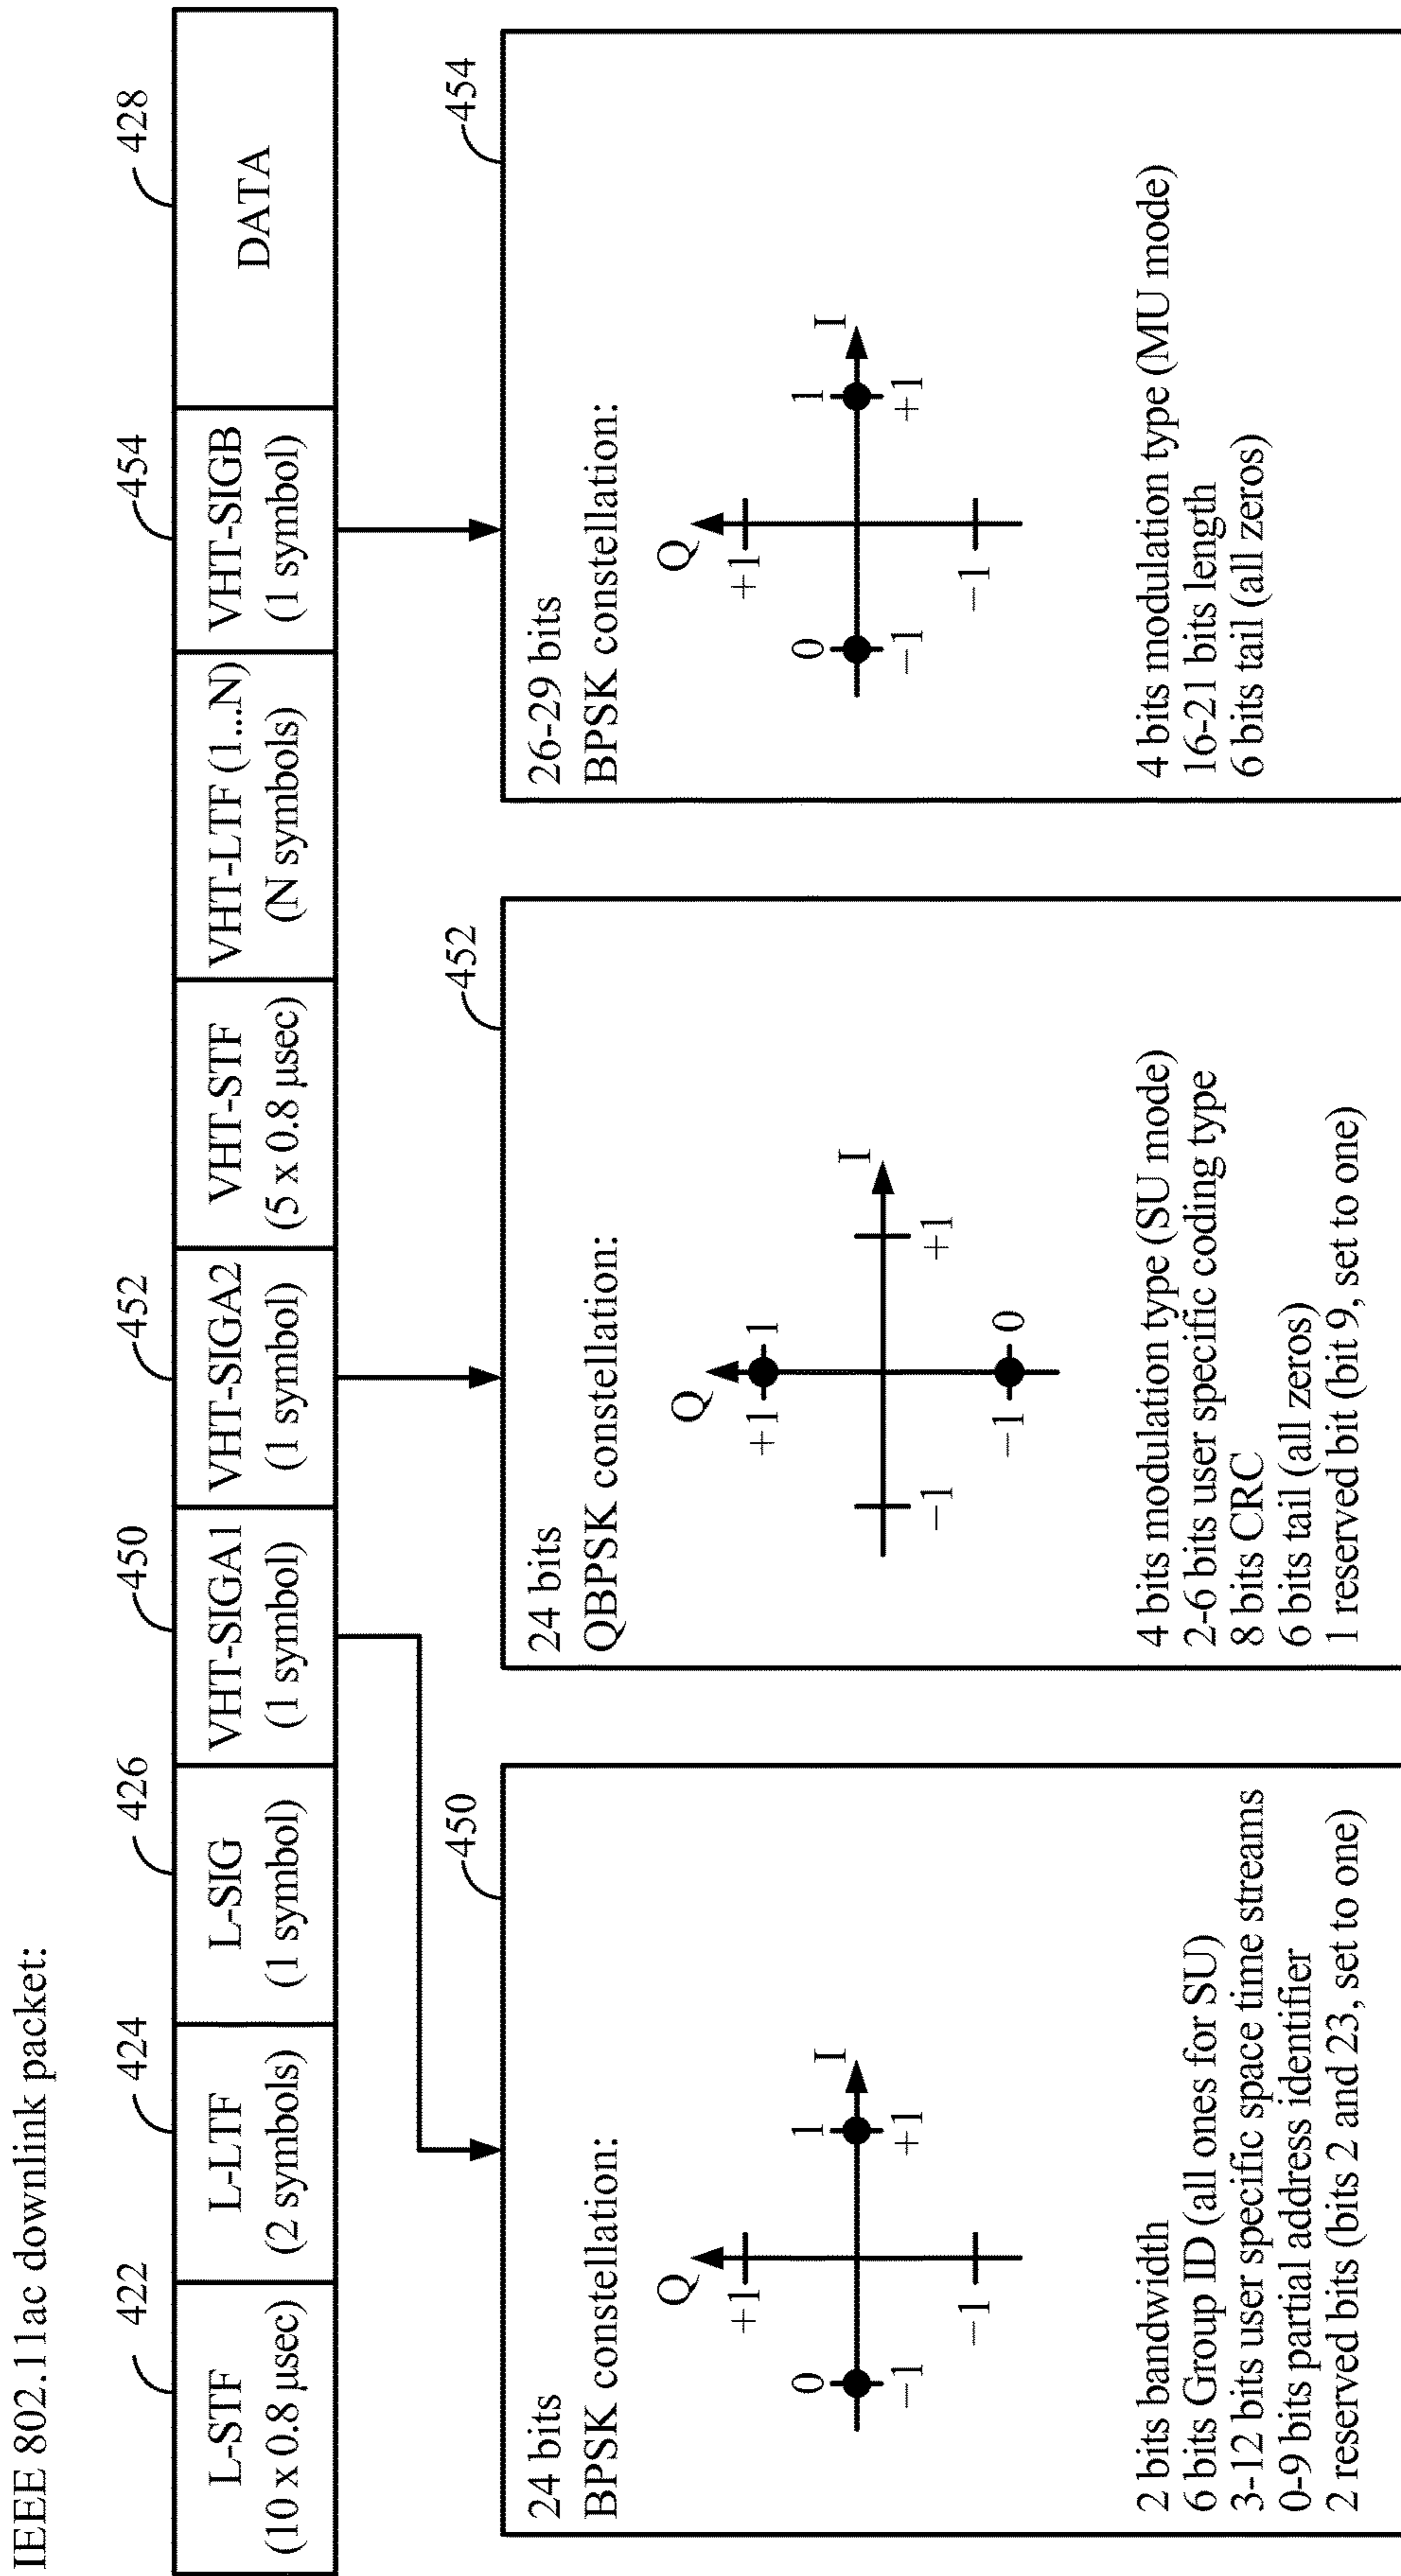 IEEE 802.11ac downlink packet:
422
424
426
450
452
454
428
L-STF
(10 x 0.8 µsec)
L-LTF
(2 symbols)
L-SIG
(1 symbol)
VHT-SIGA1
(1 symbol)
VHT-SIGA2
(1 symbol)
VHT-STF
(5 x 0.8 µsec)
VHT-LTF (1...N)
(N symbols)
VHT-SIGB
(1 symbol)
DATA
450
24 bits
BPSK constellation:
Q
+1
I
0
1
−1
+1
−1
2 bits bandwidth
6 bits Group ID (all ones for SU)
3-12 bits user specific space time streams
0-9 bits partial address identifier
2 reserved bits (bits 2 and 23, set to one)
452
24 bits
QBPSK constellation:
Q
+1
1
I
−1
+1
−1
0
4 bits modulation type (SU mode)
2-6 bits user specific coding type
8 bits CRC
6 bits tail (all zeros)
1 reserved bit (bit 9, set to one)
454
26-29 bits
BPSK constellation:
Q
+1
I
0
1
−1
+1
−1
4 bits modulation type (MU mode)
16-21 bits length
6 bits tail (all zeros)